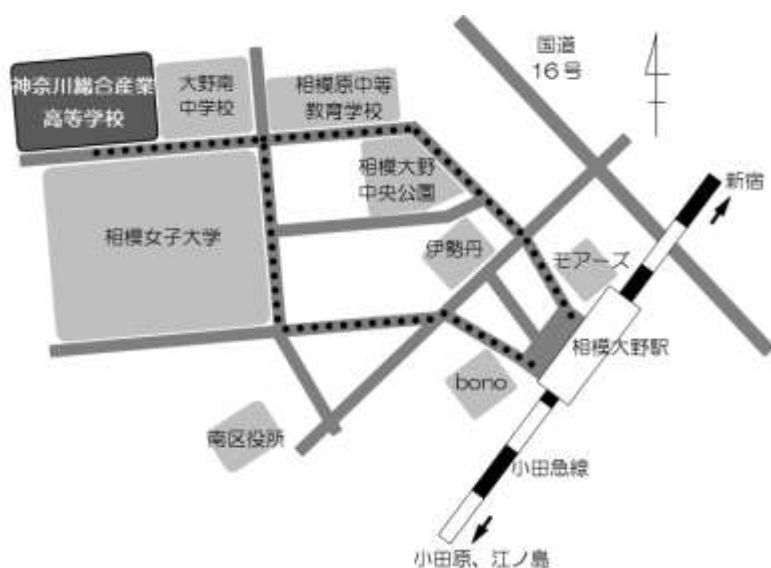 国道
16号
神奈川総合産業
高等学校
大野南
中学校
相模原中等
教育学校
相模大野
中央公園
新宿
相模女子大学
伊勢丹
モアーズ
相模大野駅
bono
南区役所
小田急線
小田原、江ノ島